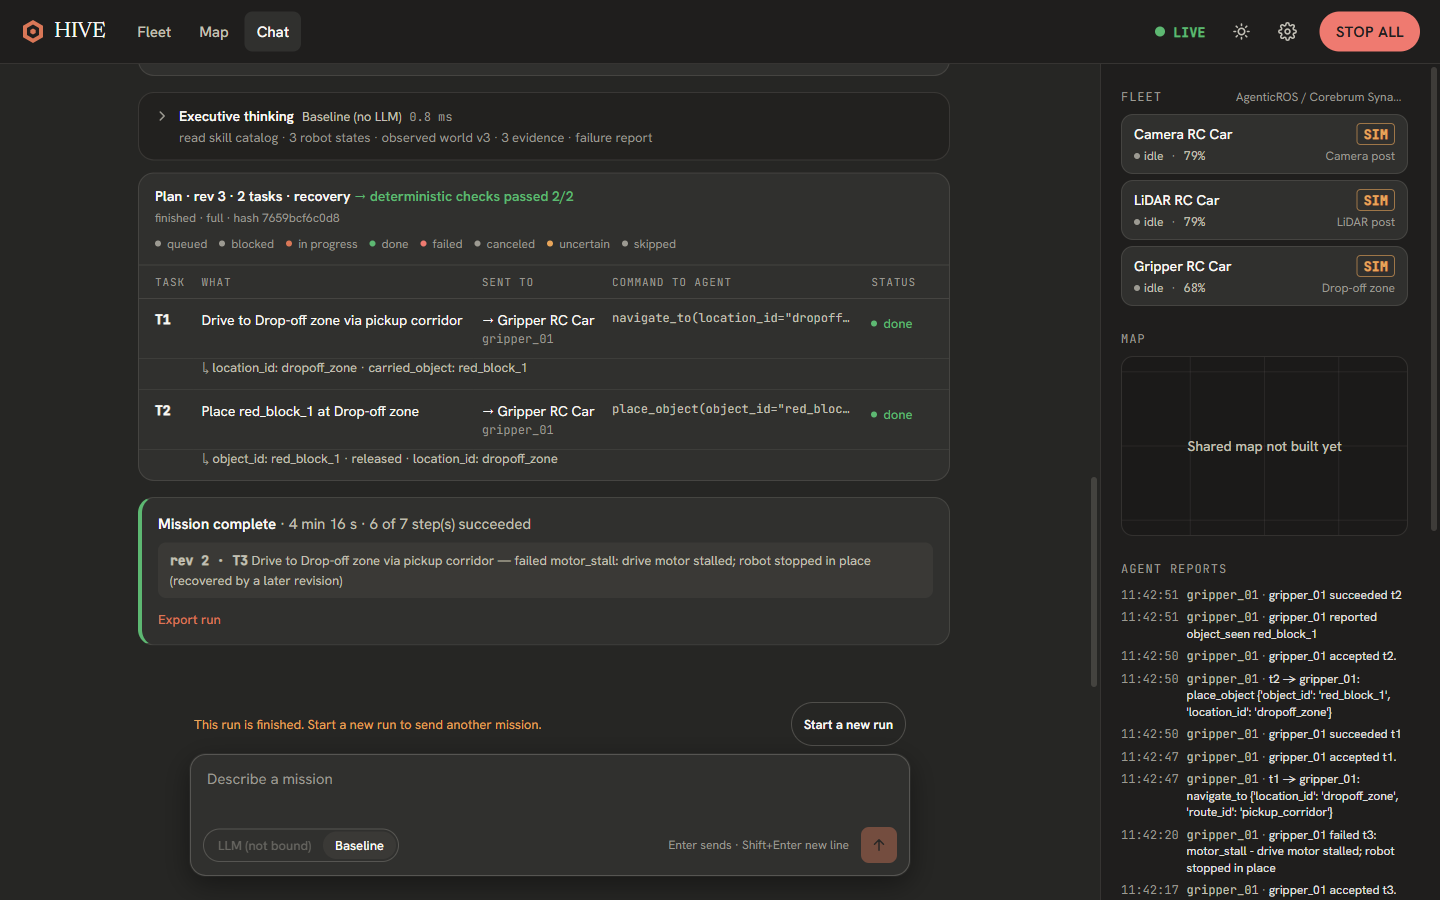 HIVE
Fleet
Map
Chat
LIVE
STOP ALL
Executive thinking Baseline (no LLM) 0.8 ms
read skill catalog · 3 robot states · observed world v3 · 3 evidence · failure report
Plan · rev 3 · 2 tasks · recovery → deterministic checks passed 2/2
finished · full · hash 7659bcf6c0d8
queued blocked in progress done failed canceled uncertain skipped
TASK WHAT SENT TO COMMAND TO AGENT STATUS
T1 Drive to Drop-off zone via pickup corridor → Gripper RC Car navigate_to(location_id="dropoff… done
gripper_01
↳ location_id: dropoff_zone · carried_object: red_block_1
T2 Place red_block_1 at Drop-off zone → Gripper RC Car place_object(object_id="red_bloc… done
gripper_01
↳ object_id: red_block_1 · released · location_id: dropoff_zone
Mission complete · 4 min 16 s · 6 of 7 step(s) succeeded
rev 2 · T3 Drive to Drop-off zone via pickup corridor — failed motor_stall: drive motor stalled; robot stopped in place
(recovered by a later revision)
Export run
This run is finished. Start a new run to send another mission.
Start a new run
Describe a mission
LLM (not bound) Baseline
Enter sends · Shift+Enter new line
FLEET AgenticROS / Corebrum Syna…
Camera RC Car SIM
idle · 79% Camera post
LiDAR RC Car SIM
idle · 79% LiDAR post
Gripper RC Car SIM
idle · 68% Drop-off zone
MAP
Shared map not built yet
AGENT REPORTS
11:42:51 gripper_01 · gripper_01 succeeded t2
11:42:51 gripper_01 · gripper_01 reported
object_seen red_block_1
11:42:50 gripper_01 · gripper_01 accepted t2.
11:42:50 gripper_01 · t2 → gripper_01:
place_object {'object_id': 'red_block_1',
'location_id': 'dropoff_zone'}
11:42:50 gripper_01 · gripper_01 succeeded t1
11:42:47 gripper_01 · gripper_01 accepted t1.
11:42:47 gripper_01 · t1 → gripper_01:
navigate_to {'location_id': 'dropoff_zone',
'route_id': 'pickup_corridor'}
11:42:20 gripper_01 · gripper_01 failed t3:
motor_stall - drive motor stalled; robot
stopped in place
11:42:17 gripper_01 · gripper_01 accepted t3.